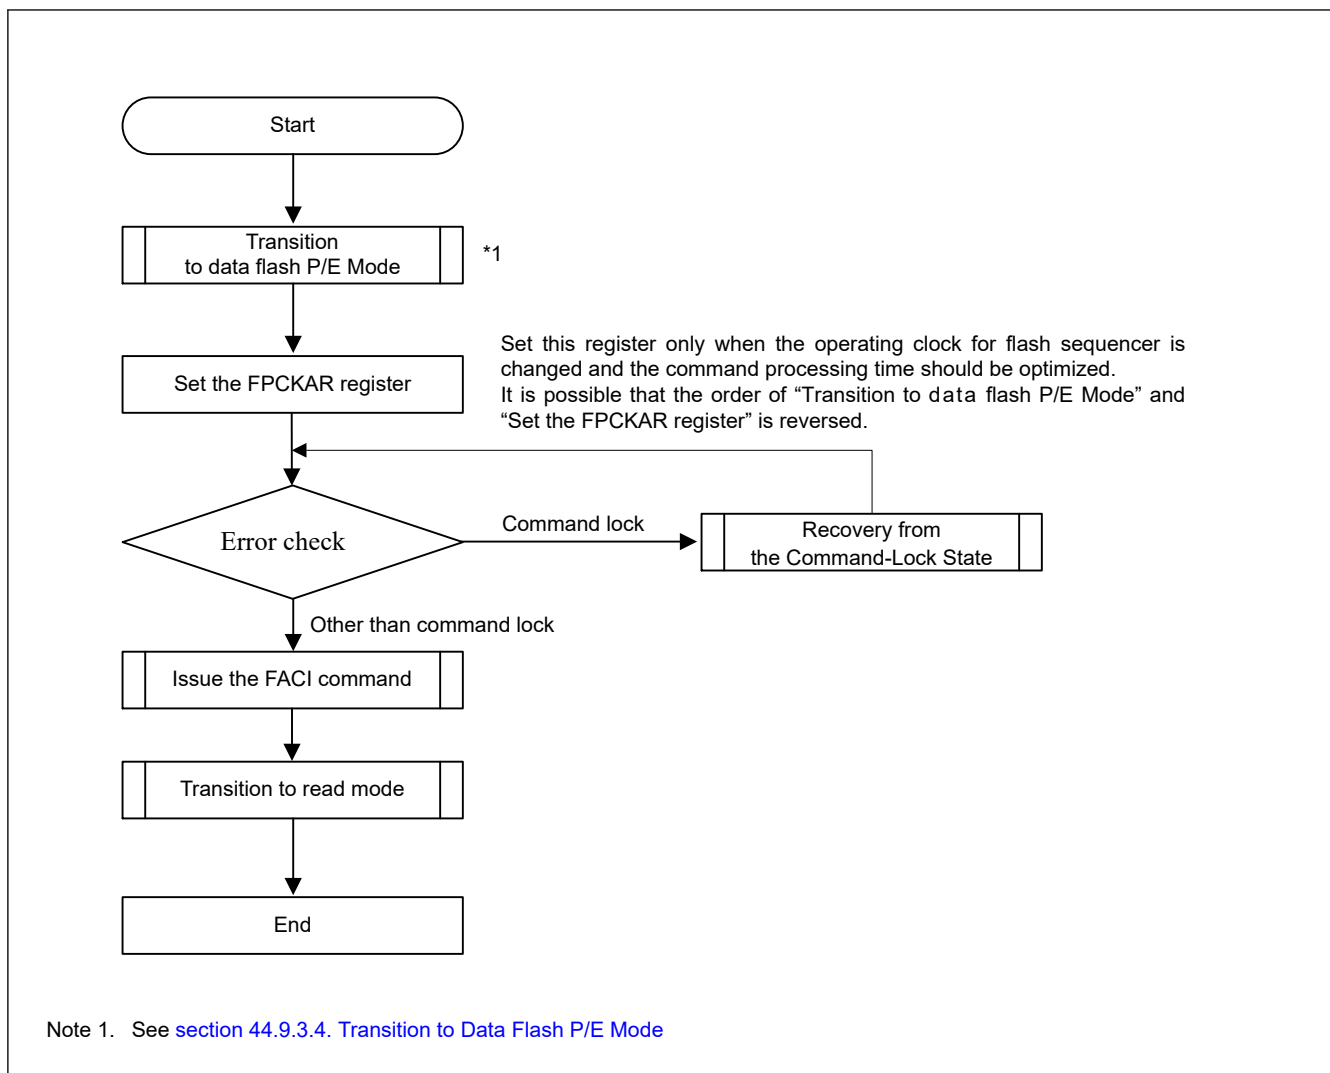 Start
Transition
to data flash P/E Mode
*1
Set the FPCKAR register
Set this register only when the operating clock for flash sequencer is
changed and the command processing time should be optimized.
It is possible that the order of “Transition to data flash P/E Mode” and
“Set the FPCKAR register” is reversed.
Error check
Command lock
Recovery from
the Command-Lock State
Other than command lock
Issue the FACI command
Transition to read mode
End
Note 1. See section 44.9.3.4. Transition to Data Flash P/E Mode